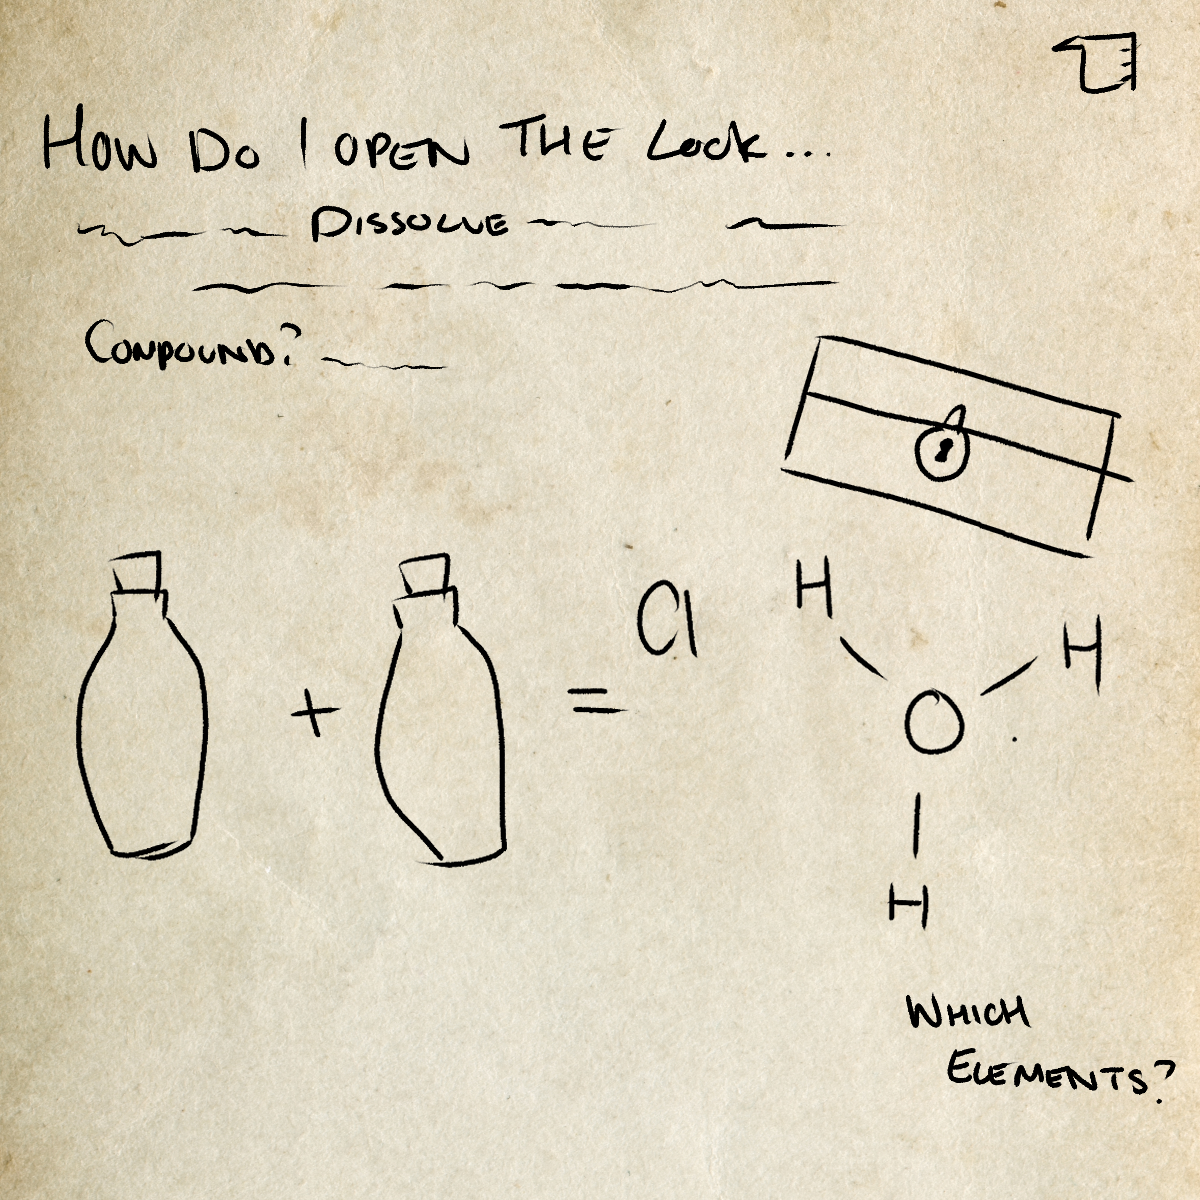 How Do I OPEN THE Lock...
DISSOLVE
COMPOUND?
+ = Cl
H
H
O
H
WHICH
ELEMENTS?